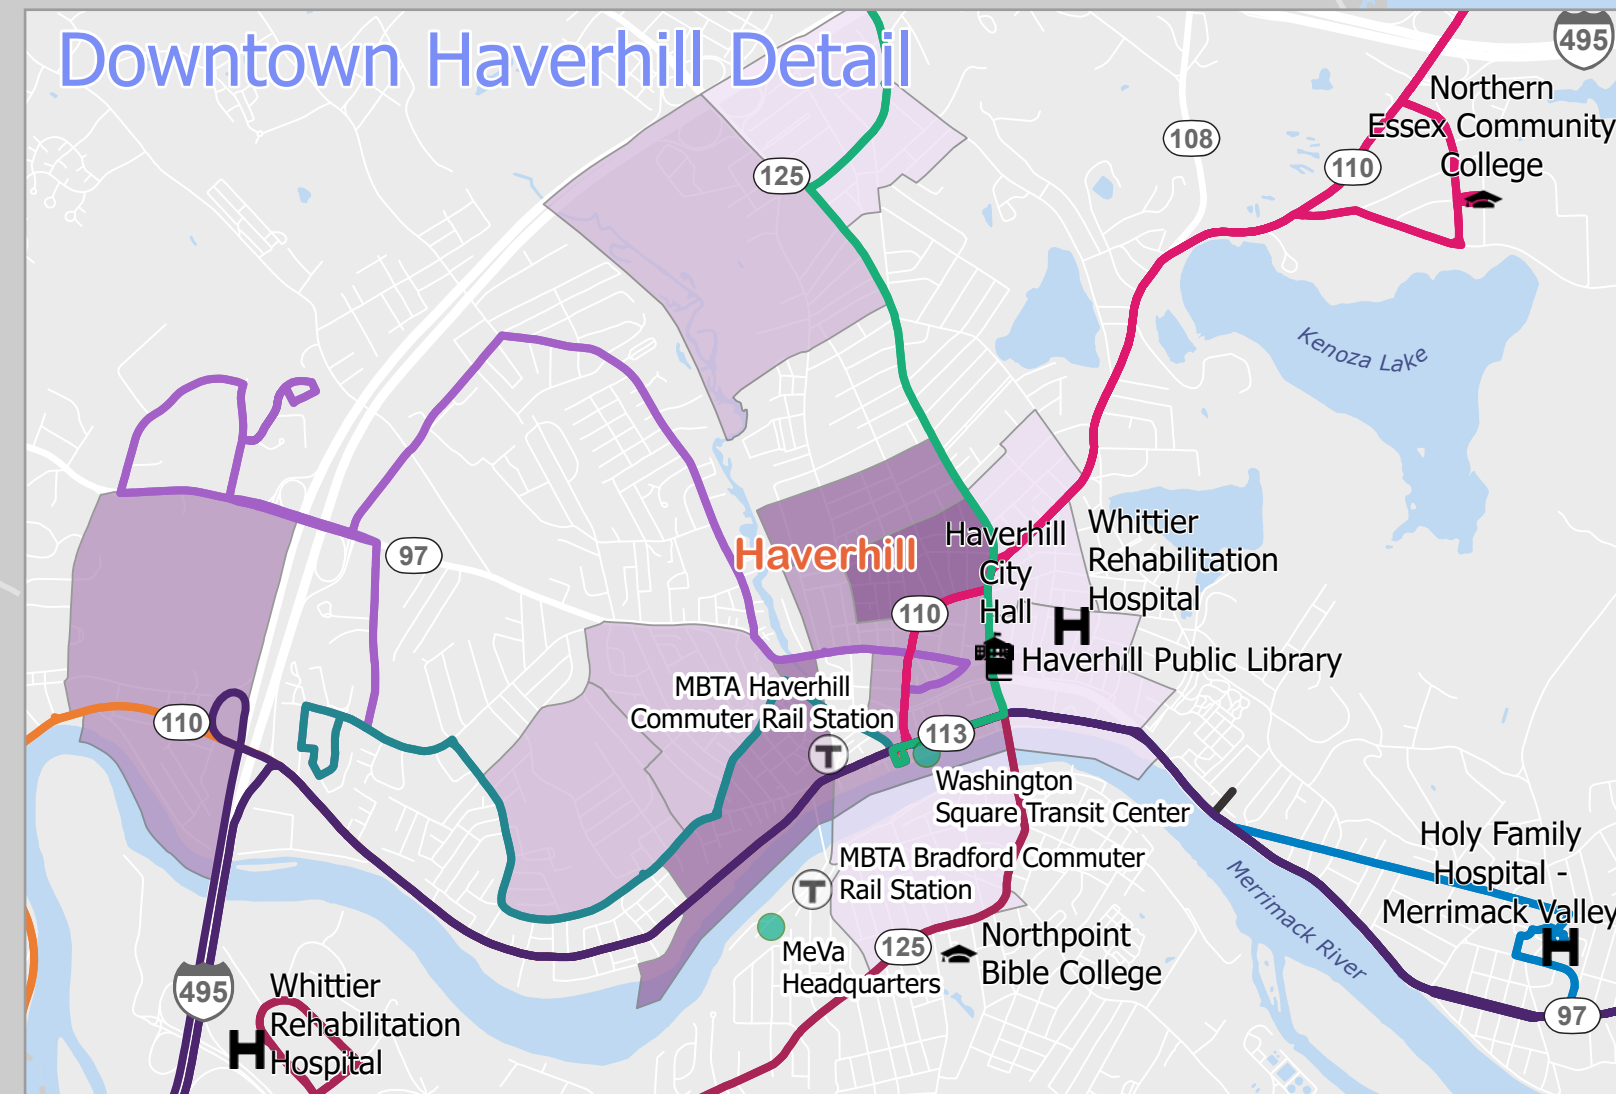 Downtown Haverhill Detail
495
Northern
Essex Community
College
108
110
125
Kenoza Lake
97
Haverhill
Haverhill
City
Hall
Whittier
Rehabilitation
Hospital
H
110
Haverhill Public Library
MBTA Haverhill
Commuter Rail Station
T
110
113
Washington
Square Transit Center
MBTA Bradford Commuter
Rail Station
T
Holy Family
Hospital -
Merrimack Valley
H
Merrimack River
MeVa
Headquarters
125
Northpoint
Bible College
495
Whittier
Rehabilitation
Hospital
H
97